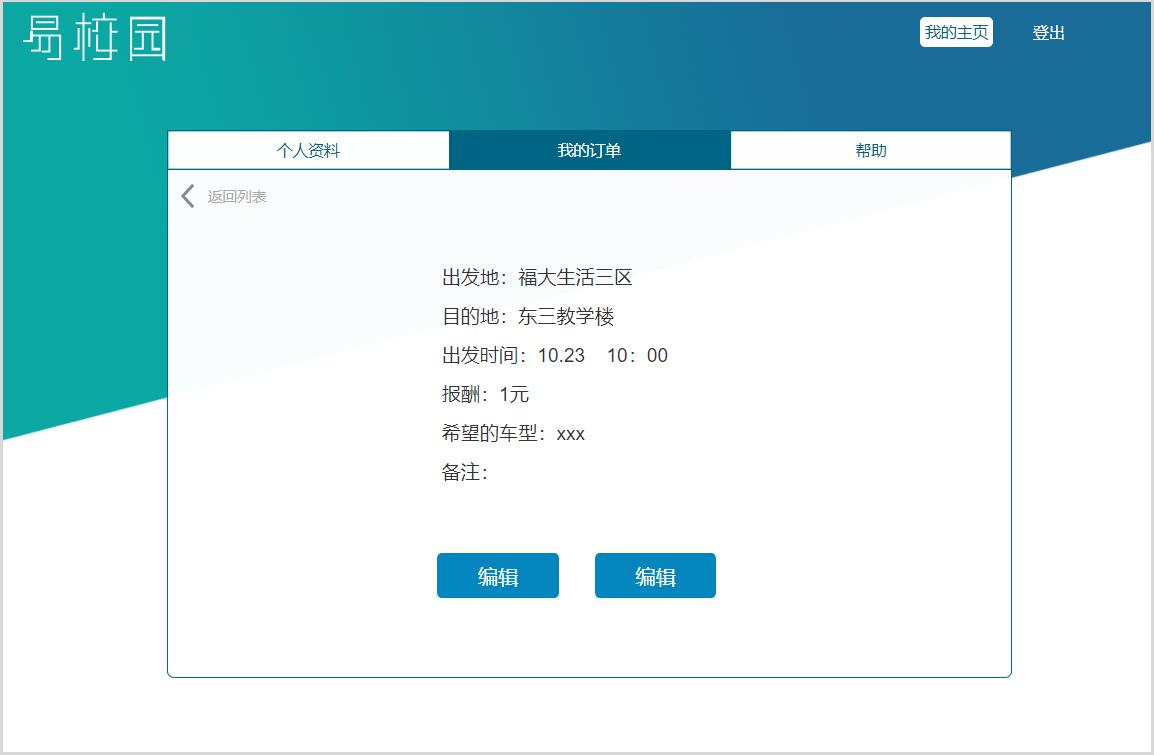 易校园
我的主页 登出
个人资料 我的订单 帮助
返回列表
出发地：福大生活三区
目的地：东三教学楼
出发时间：10.23 10：00
报酬：1元
希望的车型：xxx
备注：
编辑 编辑